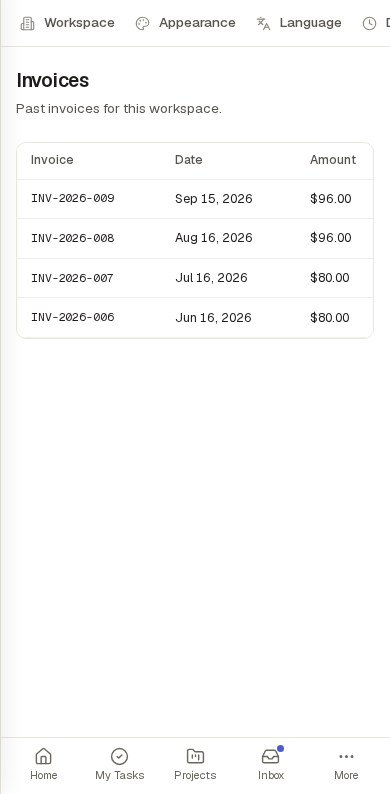 Workspace Appearance Language
Invoices
Past invoices for this workspace.
Invoice Date Amount
INV-2026-009 Sep 15, 2026 $96.00
INV-2026-008 Aug 16, 2026 $96.00
INV-2026-007 Jul 16, 2026 $80.00
INV-2026-006 Jun 16, 2026 $80.00
Home My Tasks Projects Inbox More